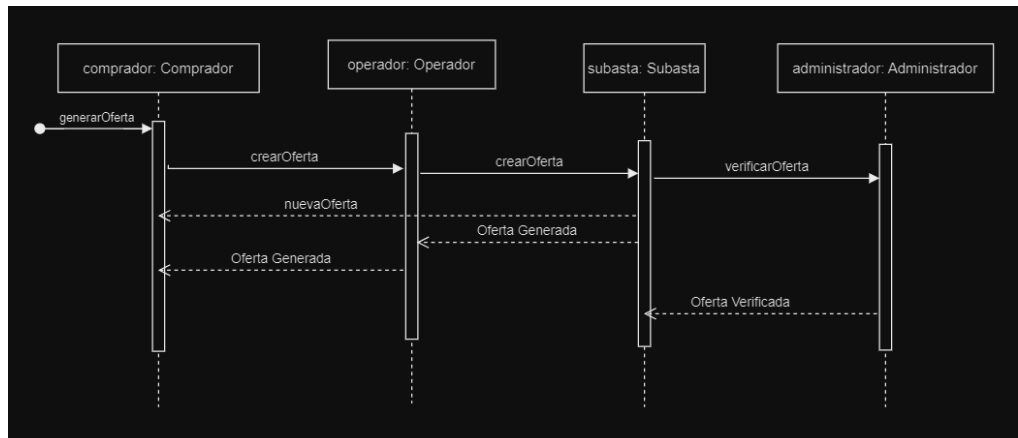 comprador: Comprador
operador: Operador
subasta: Subasta
administrador: Administrador
generarOferta
crearOferta
crearOferta
verificarOferta
nuevaOferta
Oferta Generada
Oferta Generada
Oferta Verificada